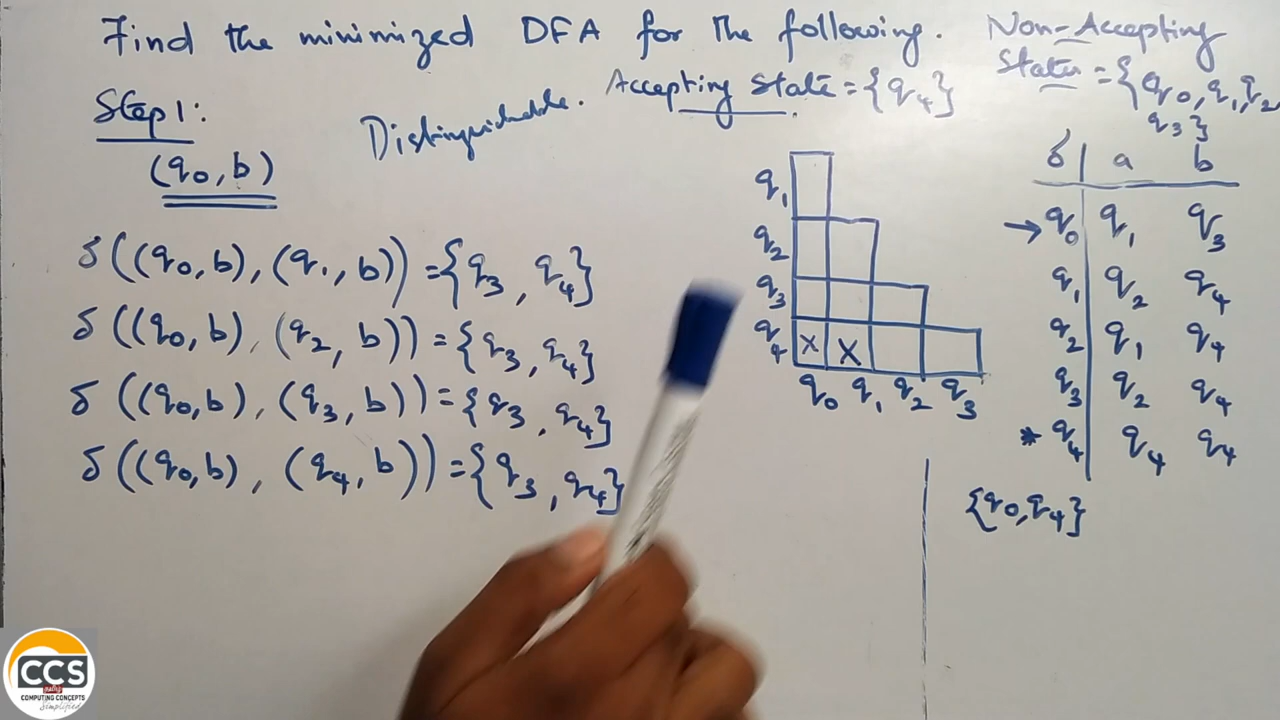 Find the minimized DFA for the following.
Step 1:
Distinguishable.
Accepting State = {q₄}
Non-Accepting
States = {q₀, q₁, q₂
q₃}
(q₀, b)
δ((q₀, b), (q₁, b)) = {q₃, q₄}
δ((q₀, b), (q₂, b)) = {q₃, q₄}
δ((q₀, b), (q₃, b)) = {q₃, q₄}
δ((q₀, b), (q₄, b)) = {q₃, q₄}
q₁
q₂
q₃
q₄ X X
q₀ q₁ q₂ q₃
δ | a b
→ q₀ q₁ q₃
q₁ q₂ q₄
q₂ q₁ q₄
q₃ q₂ q₄
* q₄ q₄ q₄
{q₀, q₄}
CCS
COMPUTING CONCEPTS
Simplified